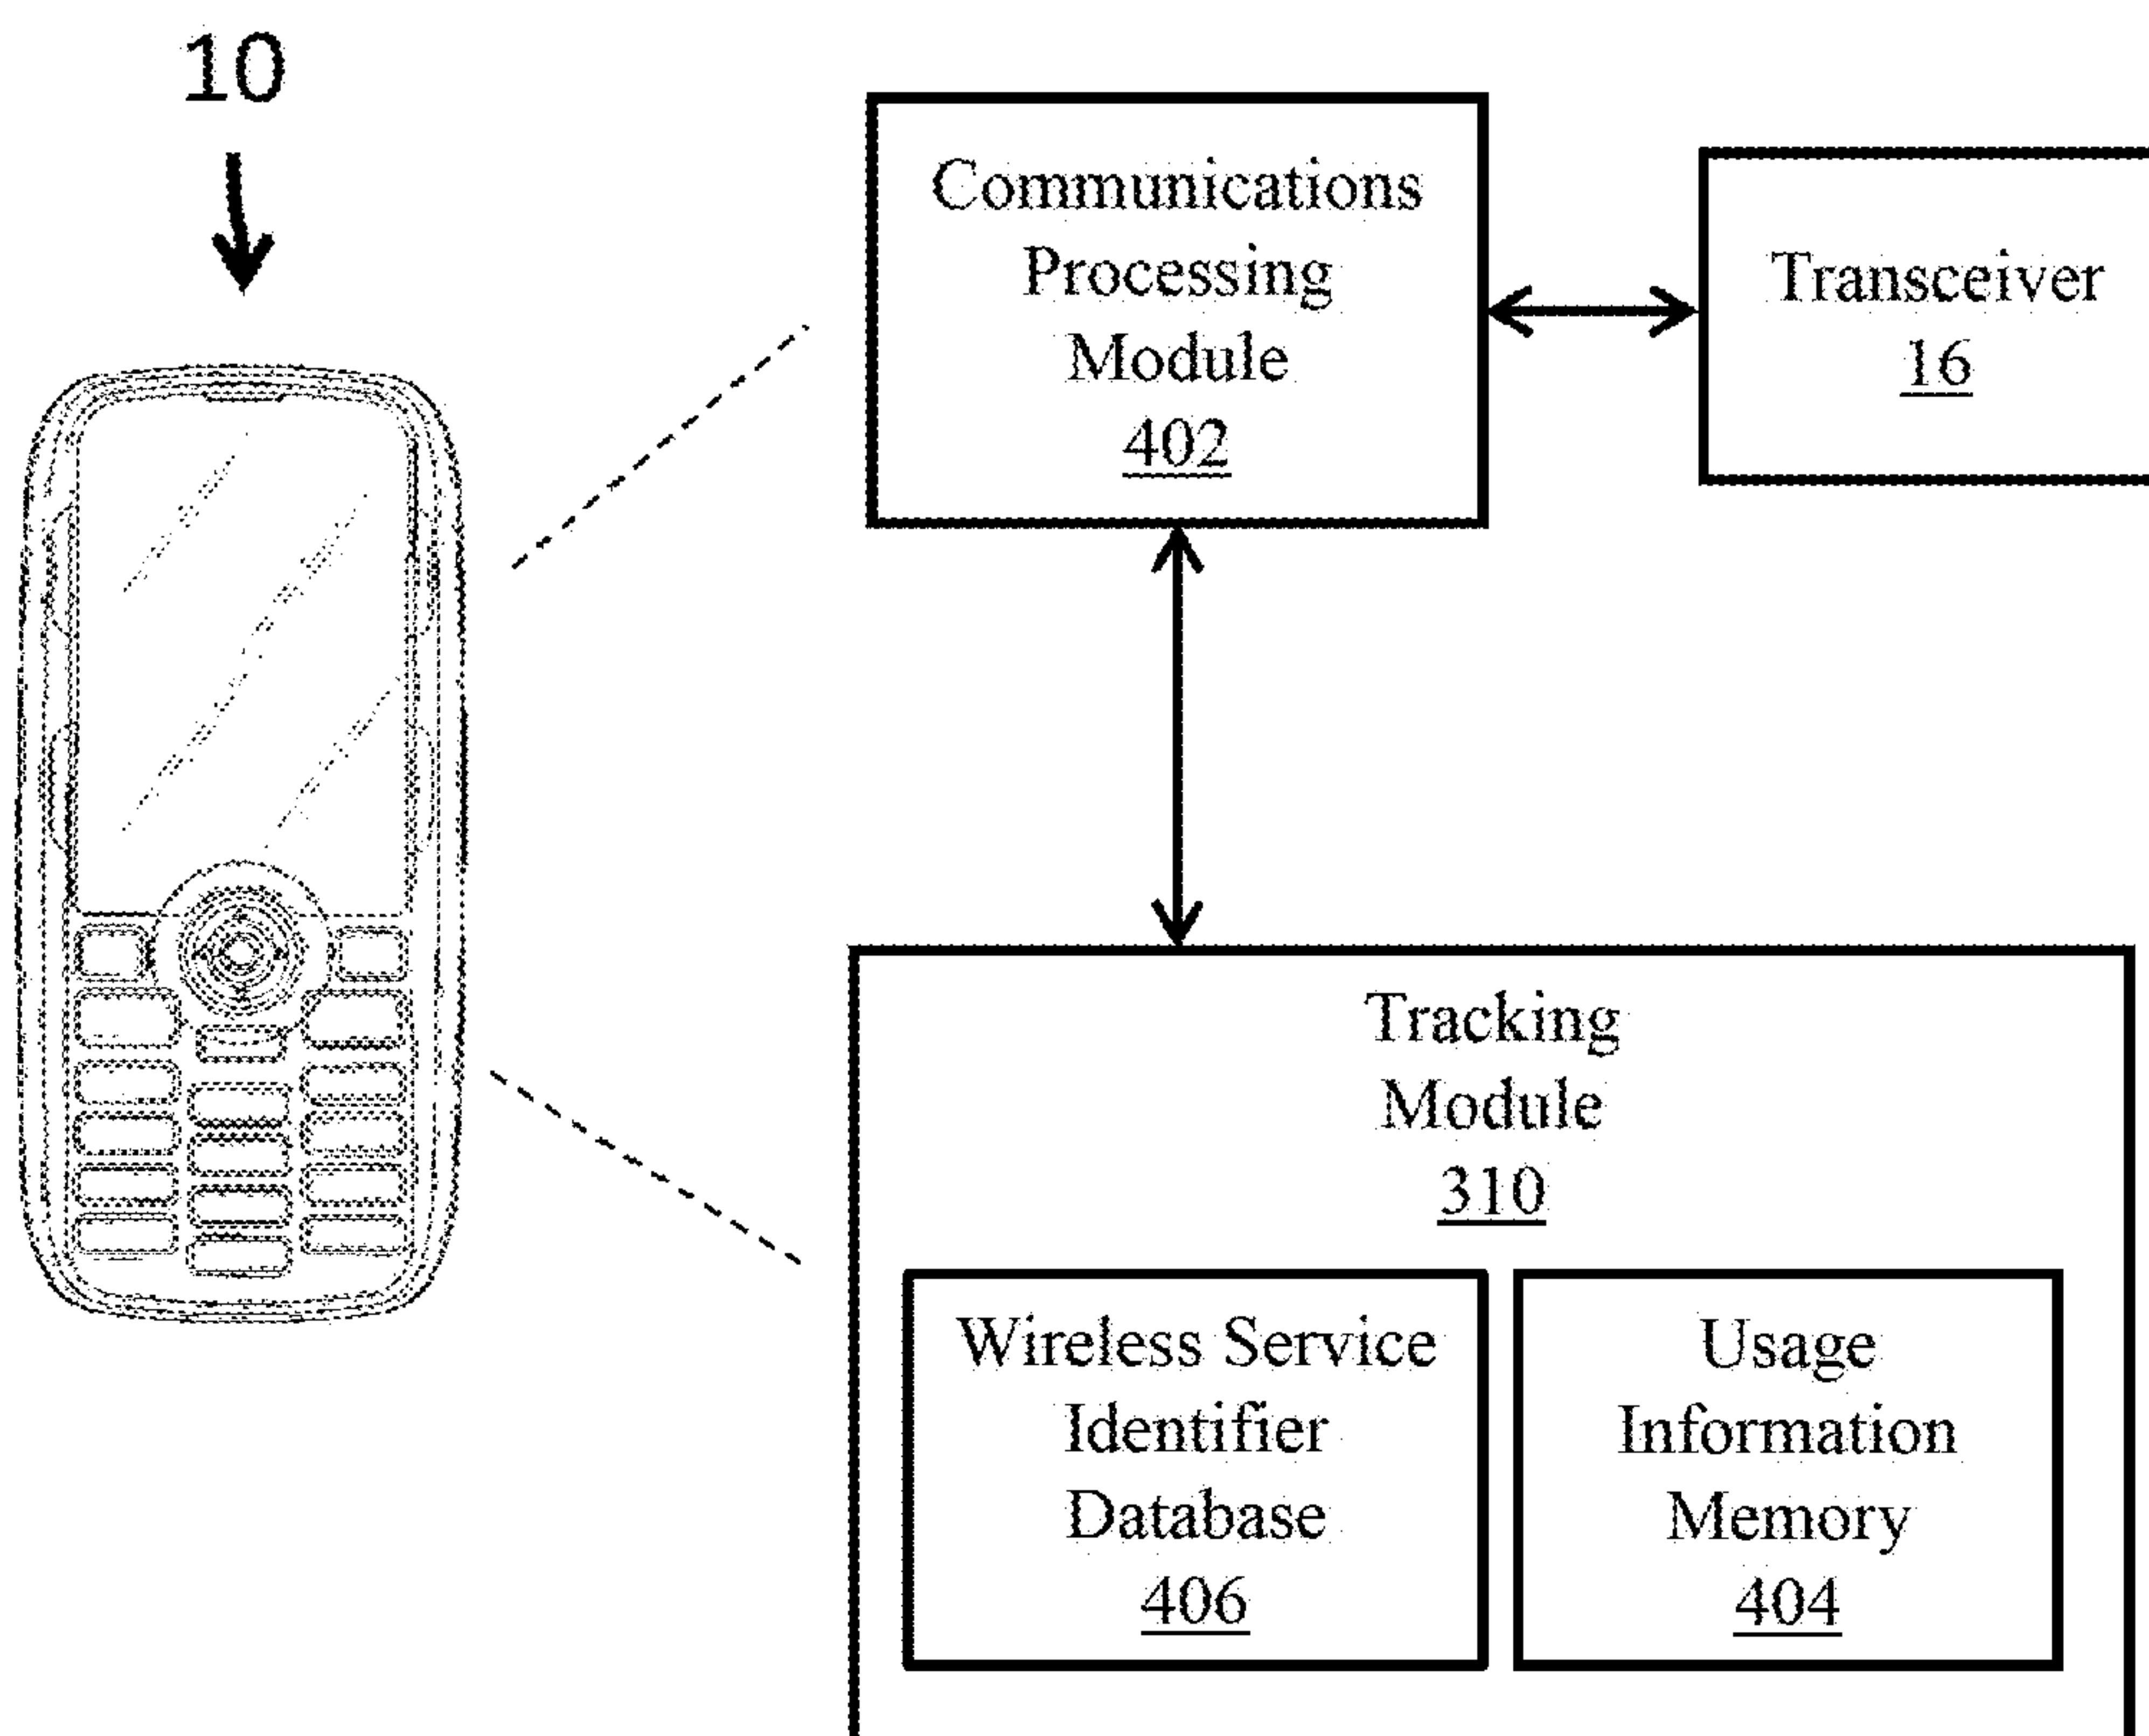 10
Communications
Processing
Module
402
Transceiver
16
Tracking
Module
310
Wireless Service
Identifier
Database
406
Usage
Information
Memory
404